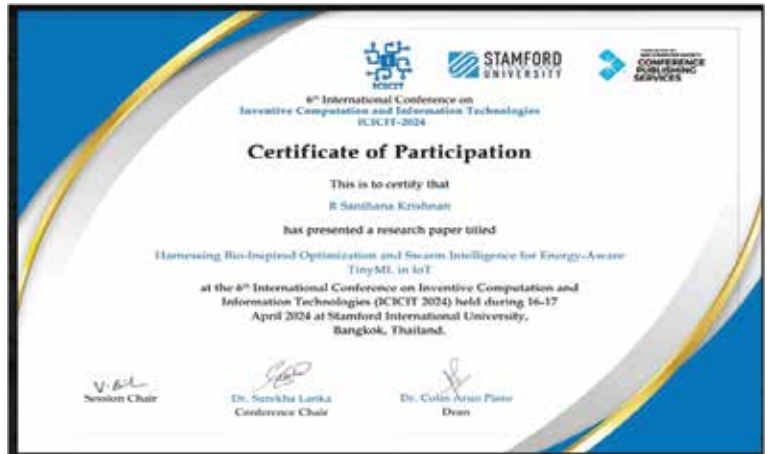 ICICIT
STAMFORD
UNIVERSITY
CONFERENCE
PUBLISHING
SERVICES
6th International Conference on
Inventive Computation and Information Technologies
ICICIT-2024
Certificate of Participation
This is to certify that
R Santhana Krishnan
has presented a research paper titled
Harnessing Bio-Inspired Optimization and Swarm Intelligence for Energy-Aware
TinyML in IoT
at the 6th International Conference on Inventive Computation and
Information Technologies (ICICIT 2024) held during 16-17
April 2024 at Stamford International University,
Bangkok, Thailand.
Session Chair
Dr. Surekha Lanka
Conference Chair
Dr. Colin Arun
Dean